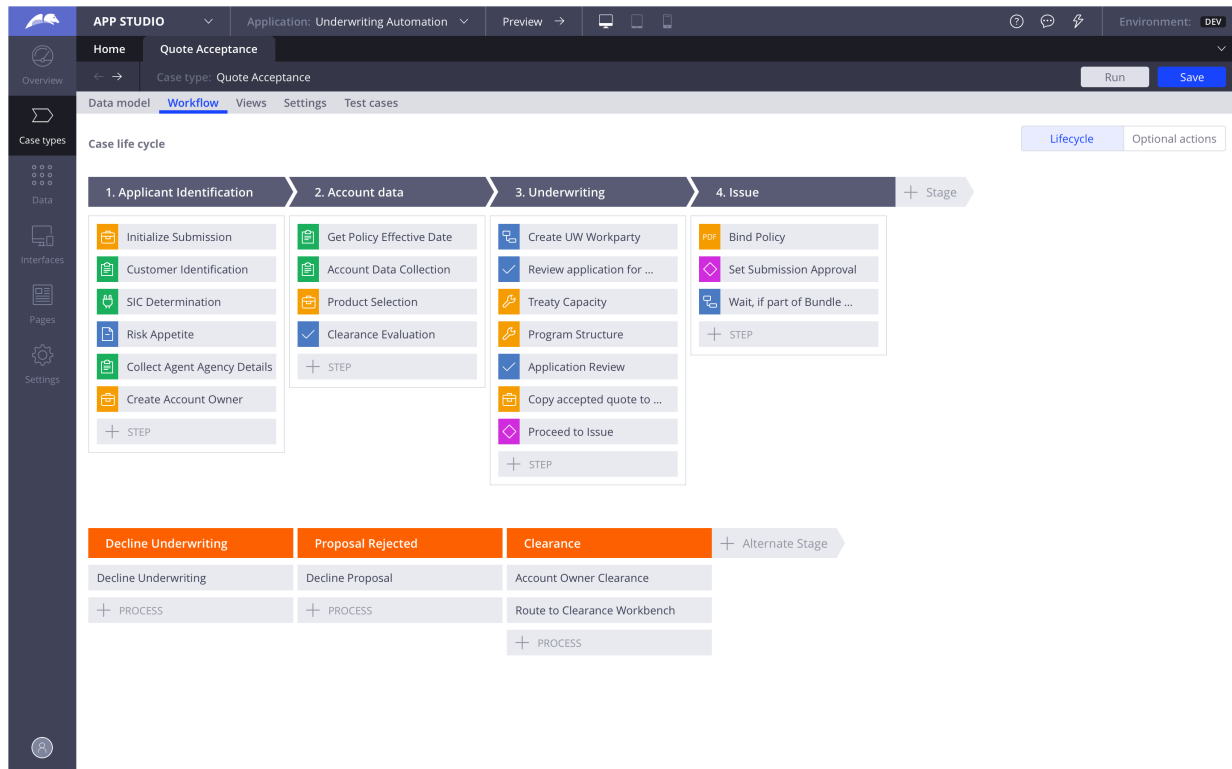 APP STUDIO
Application: Underwriting Automation
Preview
Environment: DEV
Home
Quote Acceptance
Case type: Quote Acceptance
Run
Save
Data model
Workflow
Views
Settings
Test cases
Overview
Case types
Data
Interfaces
Pages
Settings
Case life cycle
Lifecycle
Optional actions
1. Applicant Identification
2. Account data
3. Underwriting
4. Issue
Stage
Initialize Submission
Customer Identification
SIC Determination
Risk Appetite
Collect Agent Agency Details
Create Account Owner
STEP
Get Policy Effective Date
Account Data Collection
Product Selection
Clearance Evaluation
STEP
Create UW Workparty
Review application for ...
Treaty Capacity
Program Structure
Application Review
Copy accepted quote to ...
Proceed to Issue
STEP
PDF Bind Policy
Set Submission Approval
Wait, if part of Bundle ...
STEP
Decline Underwriting
Decline Underwriting
PROCESS
Proposal Rejected
Decline Proposal
PROCESS
Clearance
Account Owner Clearance
Route to Clearance Workbench
PROCESS
Alternate Stage